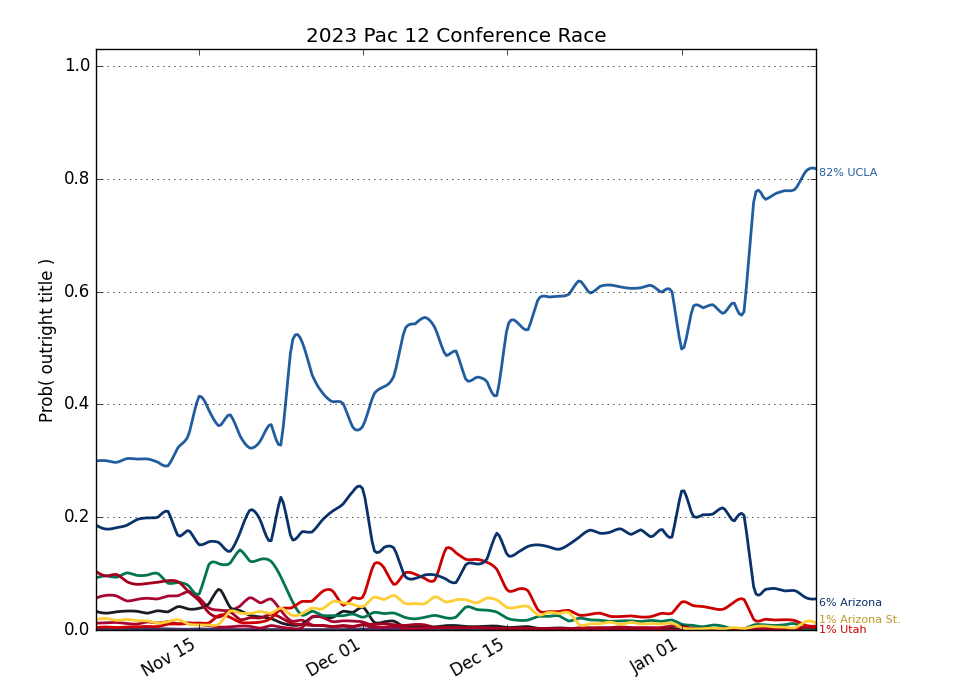 2023 Pac 12 Conference Race
Prob( outright title )
1.0
0.8
0.6
0.4
0.2
0.0
82% UCLA
6% Arizona
1% Arizona St.
1% Utah
Nov 15
Dec 01
Dec 15
Jan 01